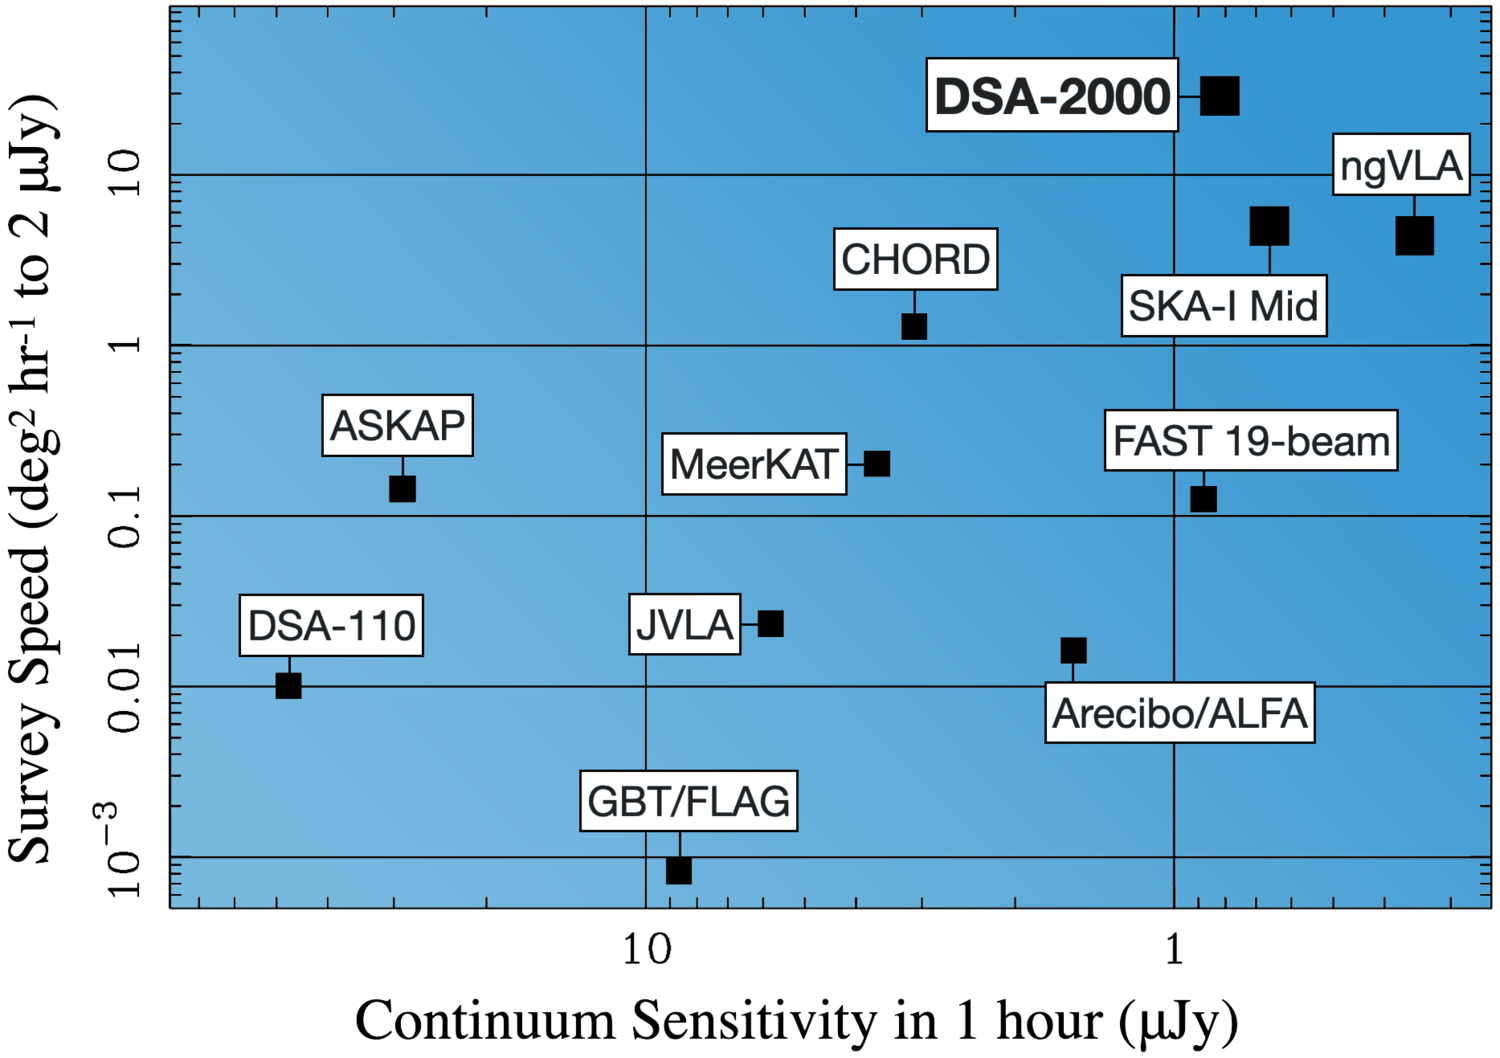 DSA-2000
ngVLA
CHORD
SKA-I Mid
ASKAP
MeerKAT
FAST 19-beam
DSA-110
JVLA
Arecibo/ALFA
GBT/FLAG
Survey Speed (deg² hr⁻¹ to 2 μJy)
10
1
0.1
0.01
10⁻³
10
1
Continuum Sensitivity in 1 hour (μJy)